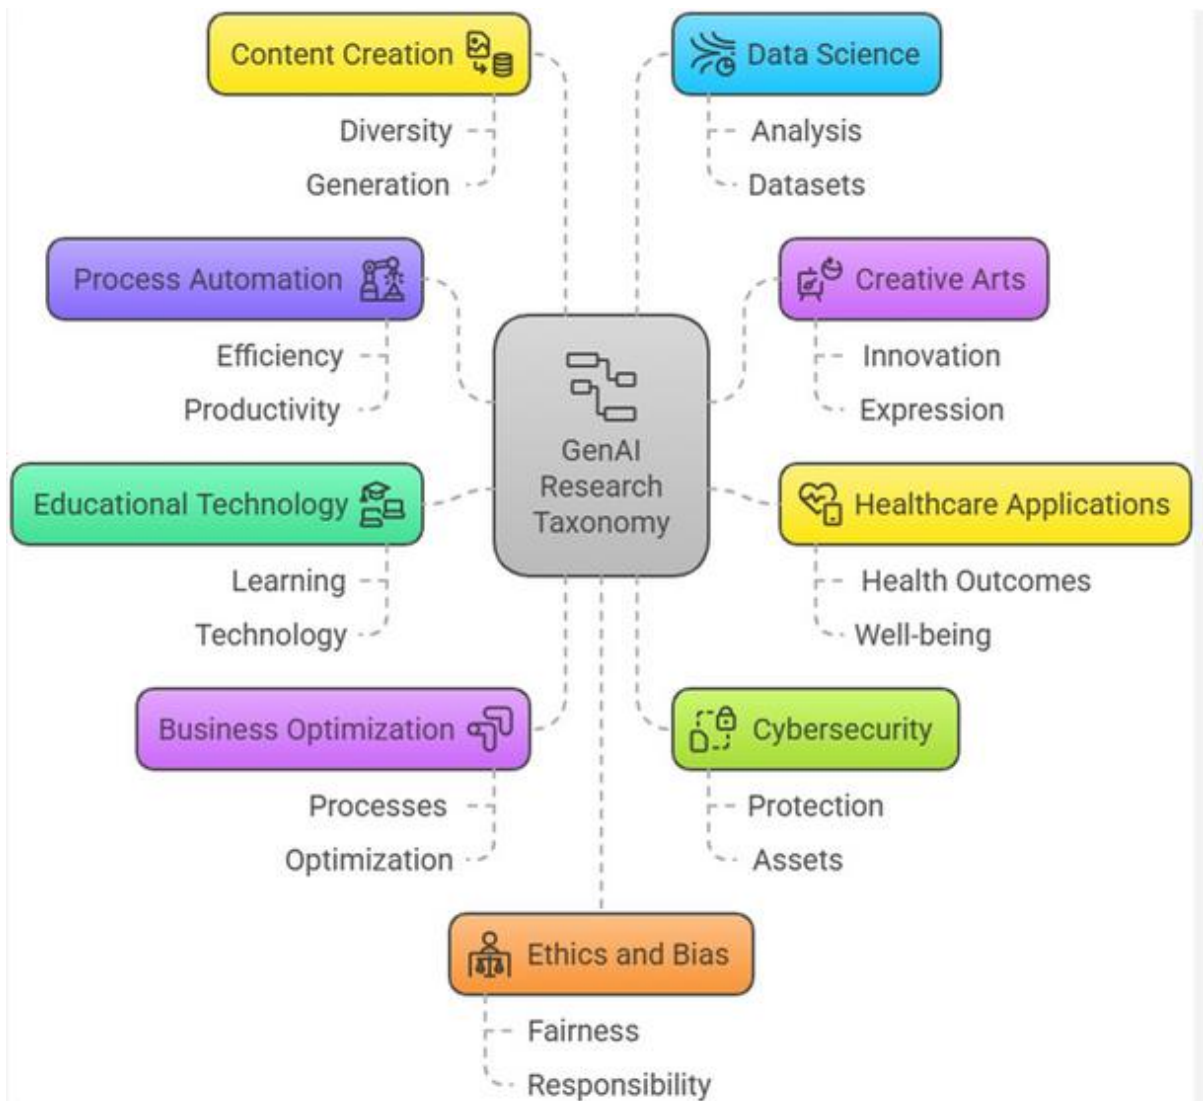 Content Creation
Diversity
Generation
Data Science
Analysis
Datasets
Process Automation
Efficiency
Productivity
Creative Arts
Innovation
Expression
GenAI
Research
Taxonomy
Educational Technology
Learning
Technology
Healthcare Applications
Health Outcomes
Well-being
Business Optimization
Processes
Optimization
Cybersecurity
Protection
Assets
Ethics and Bias
Fairness
Responsibility